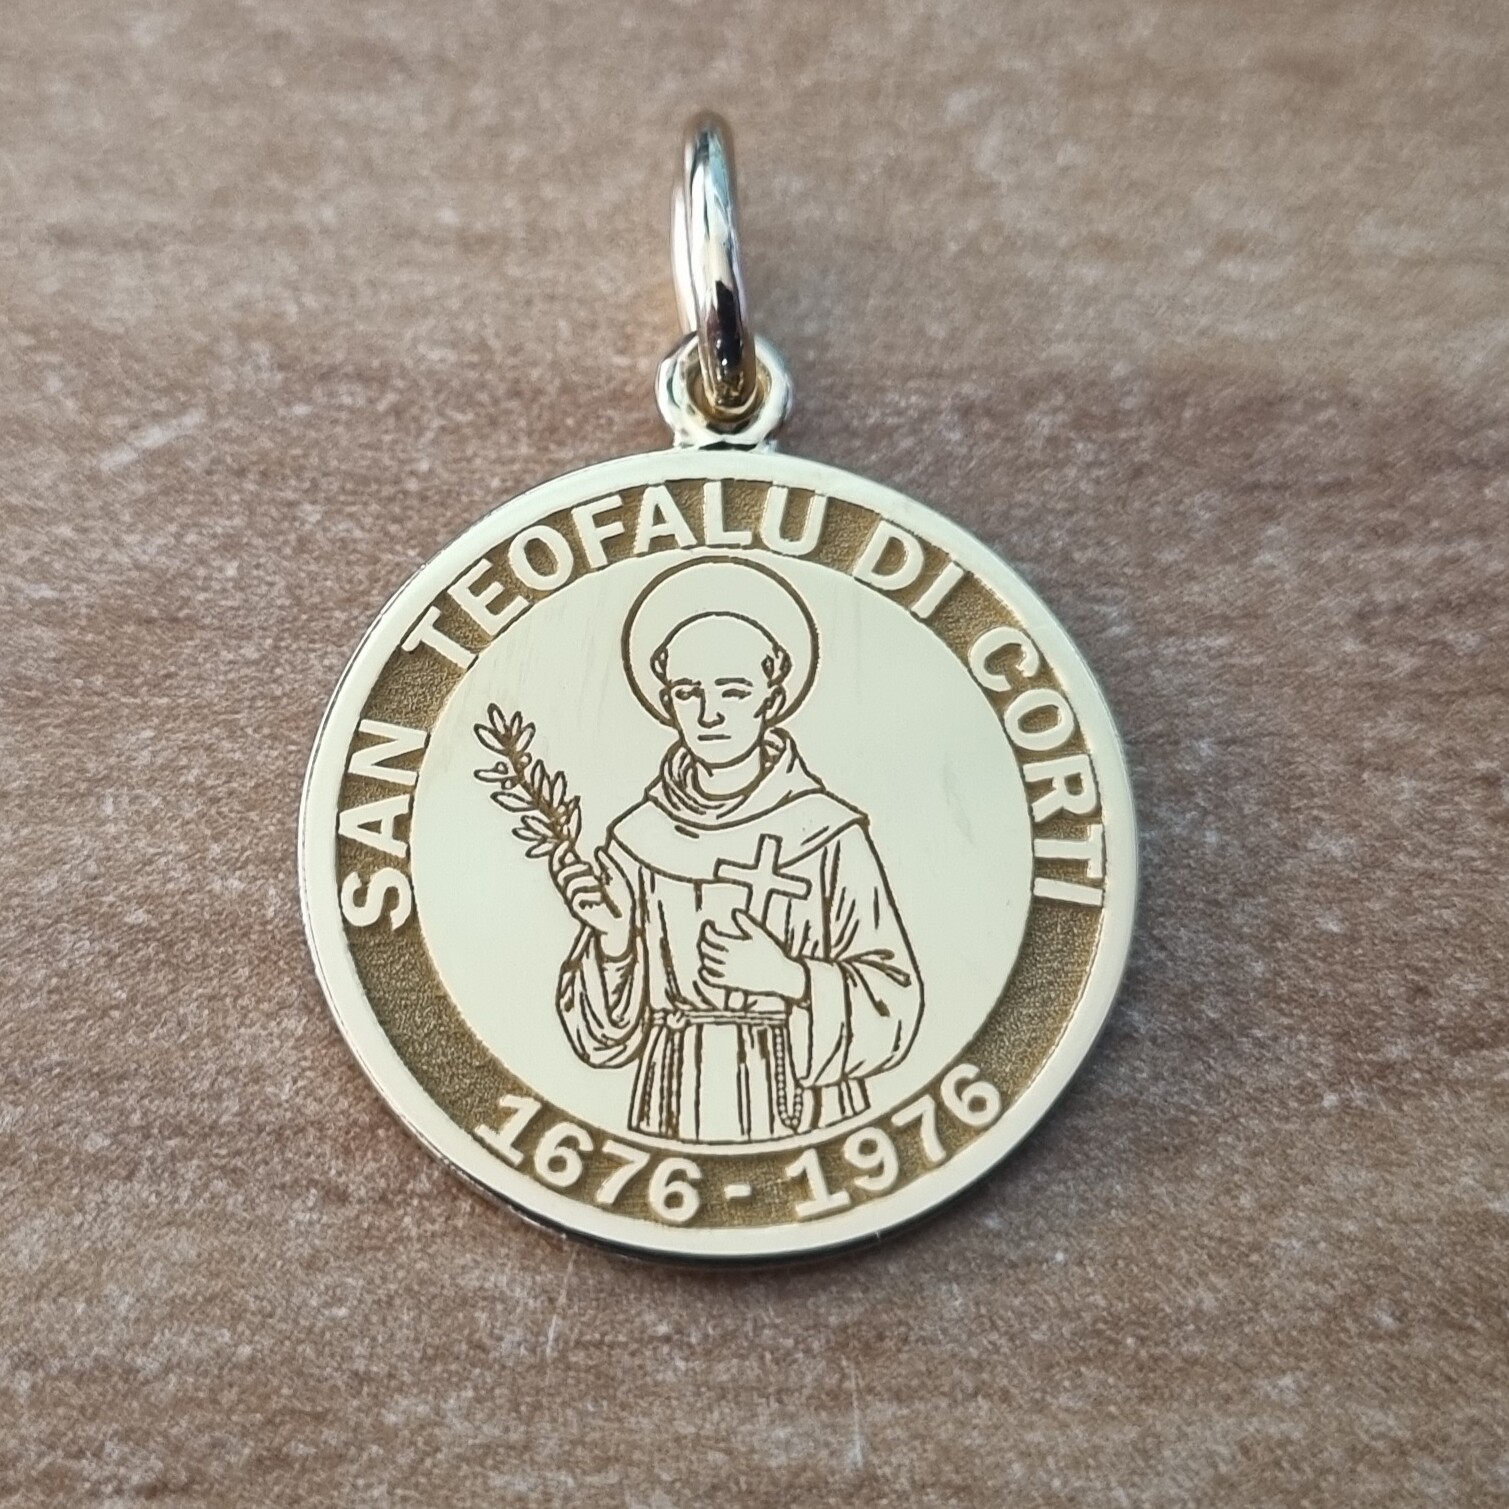 SAN TEOFALU DI CORTI
1676 - 1976